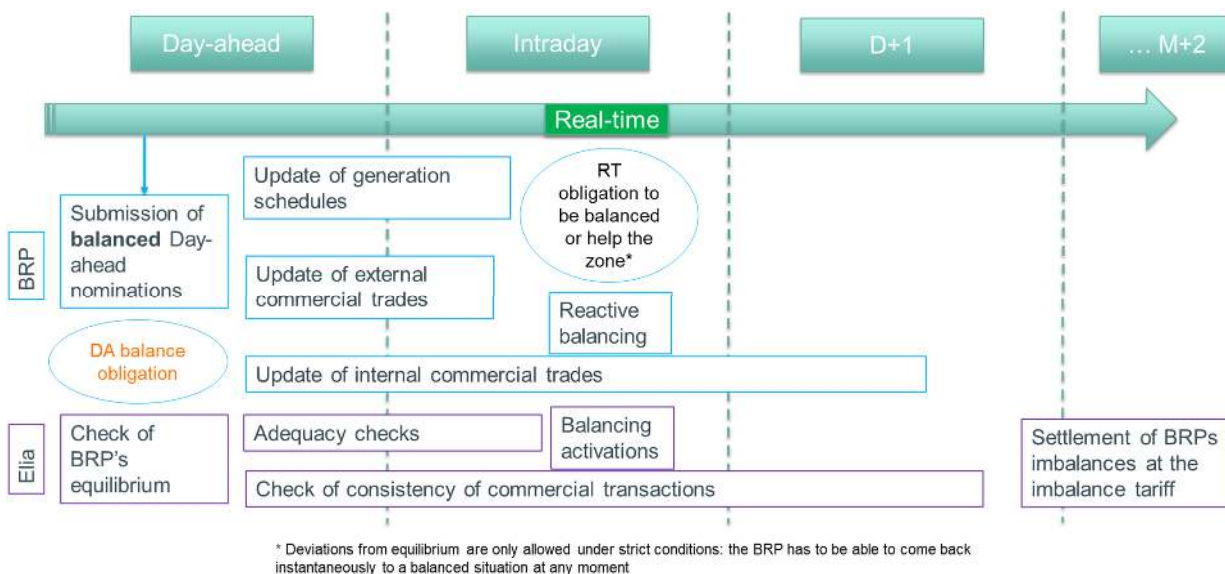 Day-ahead
Intraday
D+1
... M+2
Real-time
BRP
Submission of
balanced Day-
ahead
nominations
DA balance
obligation
Update of generation
schedules
Update of external
commercial trades
RT
obligation to
be balanced
or help the
zone*
Reactive
balancing
Update of internal commercial trades
Elia
Check of
BRP's
equilibrium
Adequacy checks
Balancing
activations
Check of consistency of commercial transactions
Settlement of BRPs
imbalances at the
imbalance tariff
* Deviations from equilibrium are only allowed under strict conditions: the BRP has to be able to come back
instantaneously to a balanced situation at any moment